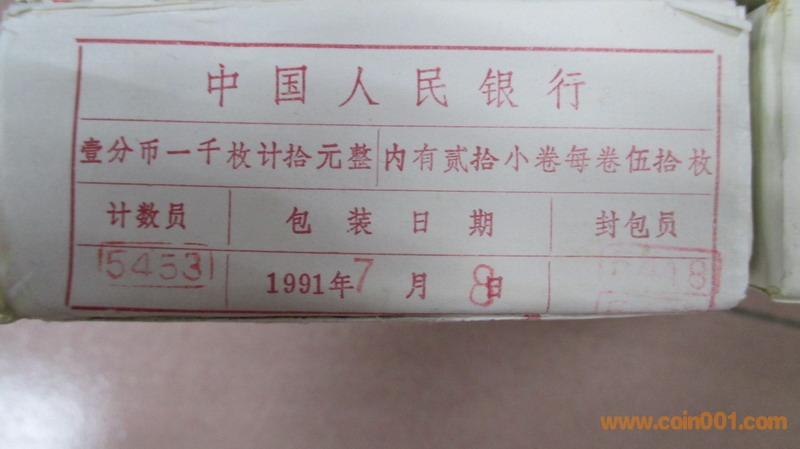 中国人民银行
壹分币一千枚计拾元整 内有贰拾小卷每卷伍拾枚
计数员 包装日期 封包员
5453 1991年7月8日
www.coin001.com